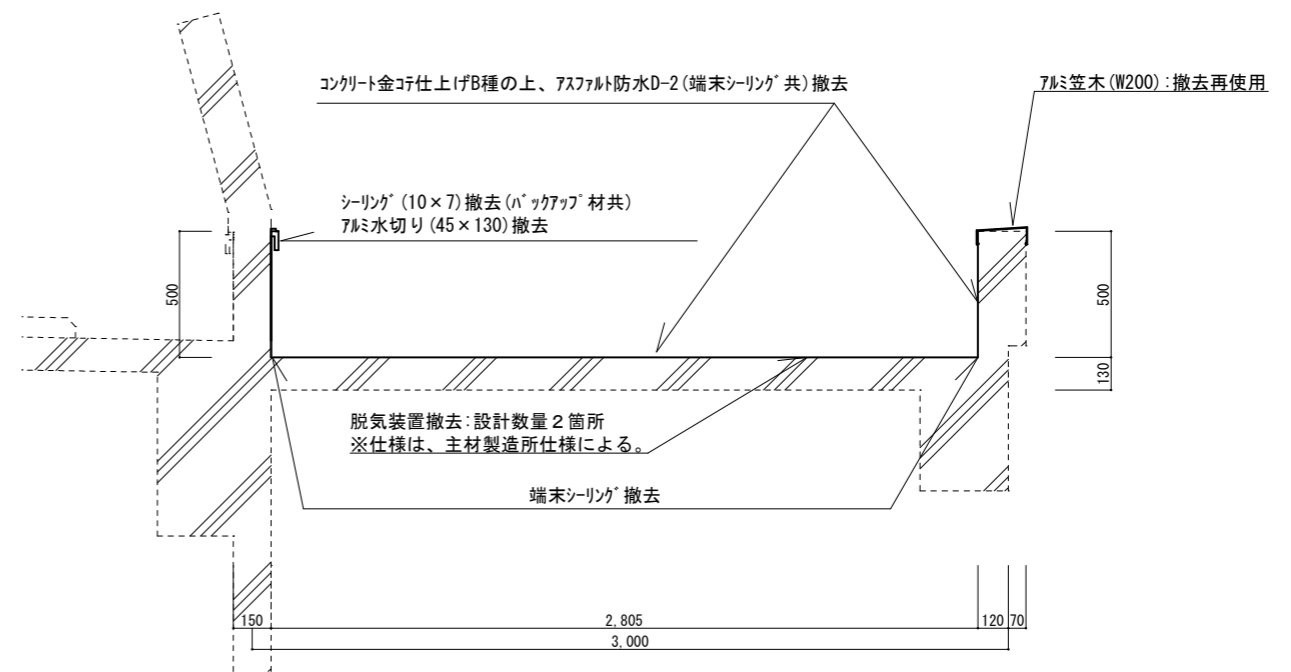 コンクリート金コテ仕上げB種の上、アスファルト防水D-2(端末シーリング共)撤去
アルミ笠木(W200):撤去再使用
シーリング(10×7)撤去(バックアップ材共)
アルミ水切り(45×130)撤去
500
500
130
脱気装置撤去:設計数量2箇所
※仕様は、主材製造所仕様による。
端末シーリング撤去
150
2,805
120
70
3,000